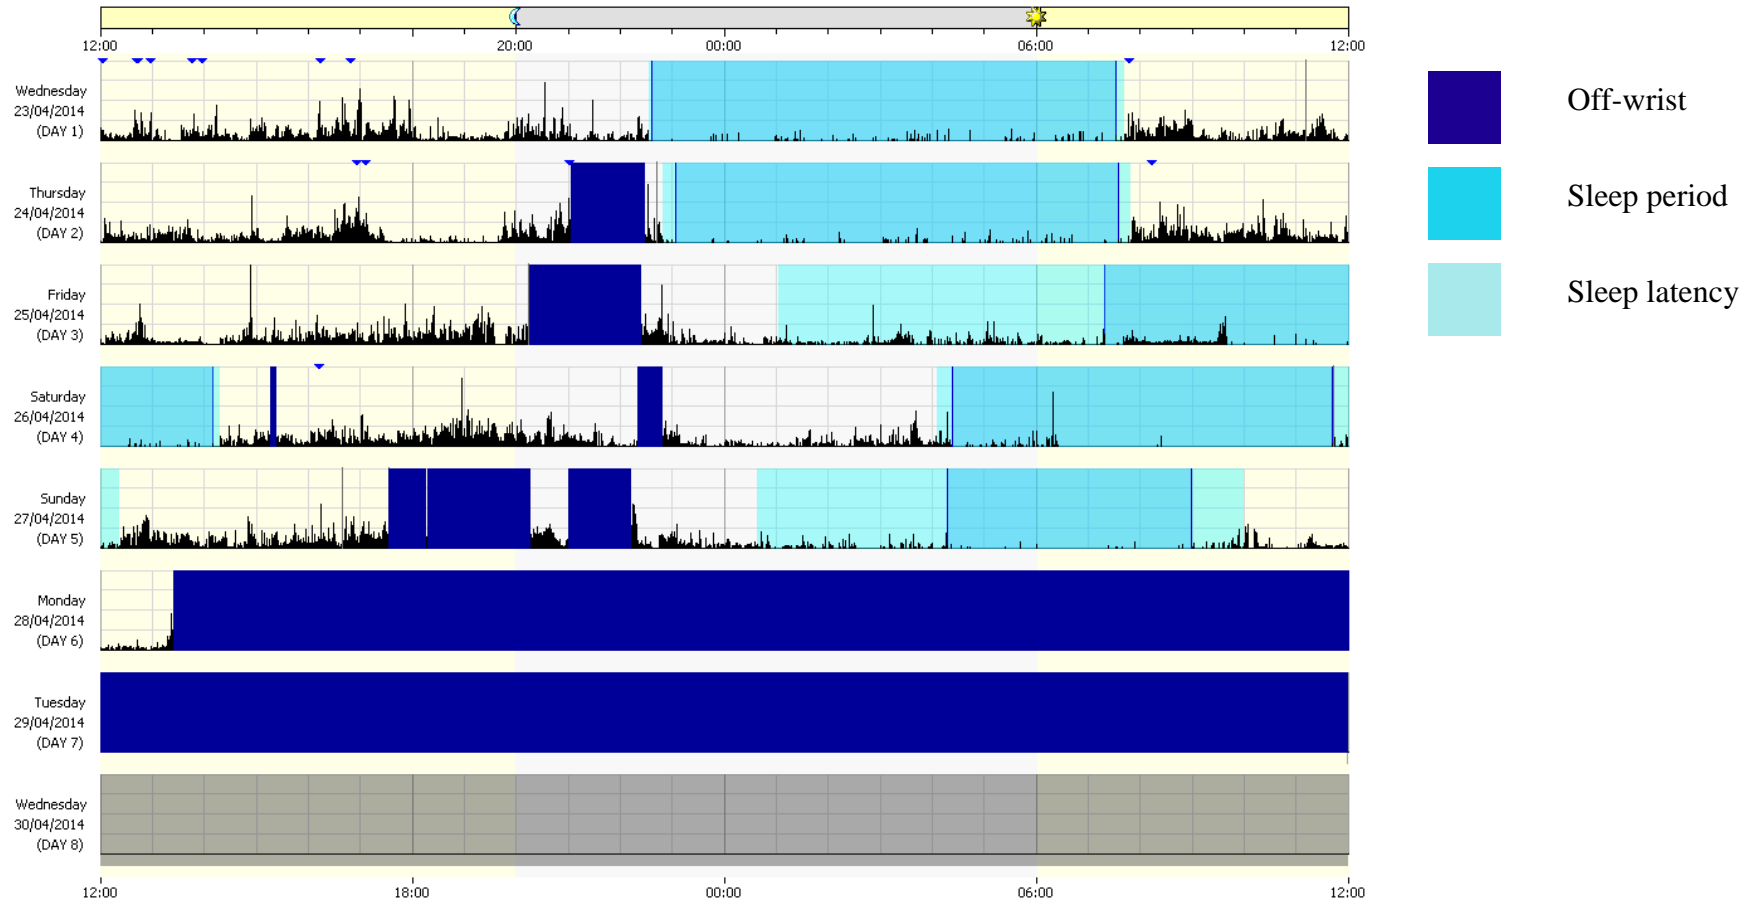 12:00 20:00 00:00 06:00 12:00
Wednesday
23/04/2014
(DAY 1)
Thursday
24/04/2014
(DAY 2)
Friday
25/04/2014
(DAY 3)
Saturday
26/04/2014
(DAY 4)
Sunday
27/04/2014
(DAY 5)
Monday
28/04/2014
(DAY 6)
Tuesday
29/04/2014
(DAY 7)
Wednesday
30/04/2014
(DAY 8)
12:00 18:00 00:00 06:00 12:00
Off-wrist
Sleep period
Sleep latency